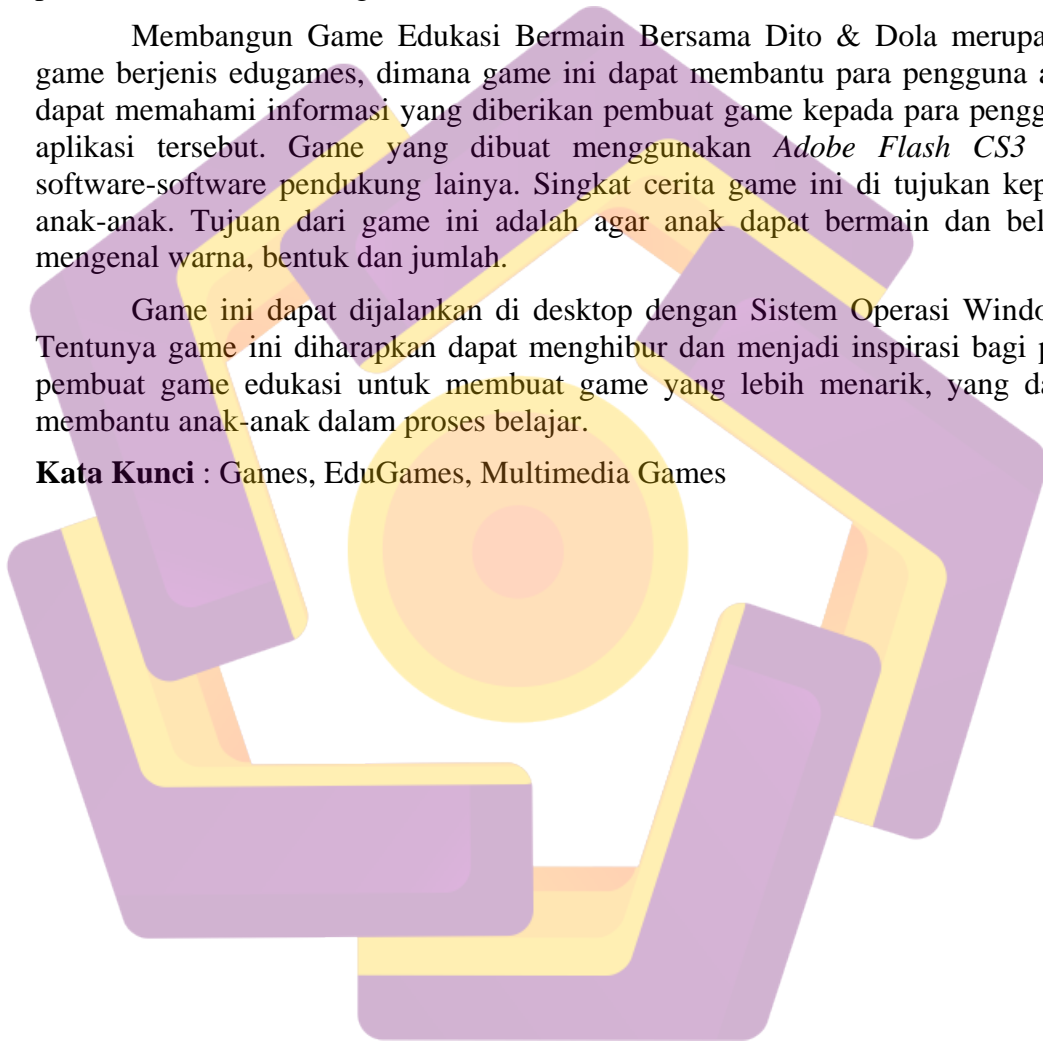 Membangun Game Edukasi Bermain Bersama Dito & Dola merupa
game berjenis edugames, dimana game ini dapat membantu para pengguna a
dapat memahami informasi yang diberikan pembuat game kepada para pengg
aplikasi tersebut. Game yang dibuat menggunakan Adobe Flash CS3
software-software pendukung lainya. Singkat cerita game ini di tujukan kep
anak-anak. Tujuan dari game ini adalah agar anak dapat bermain dan bel
mengenal warna, bentuk dan jumlah.
Game ini dapat dijalankan di desktop dengan Sistem Operasi Windo
Tentunya game ini diharapkan dapat menghibur dan menjadi inspirasi bagi p
pembuat game edukasi untuk membuat game yang lebih menarik, yang da
membantu anak-anak dalam proses belajar.
Kata Kunci : Games, EduGames, Multimedia Games